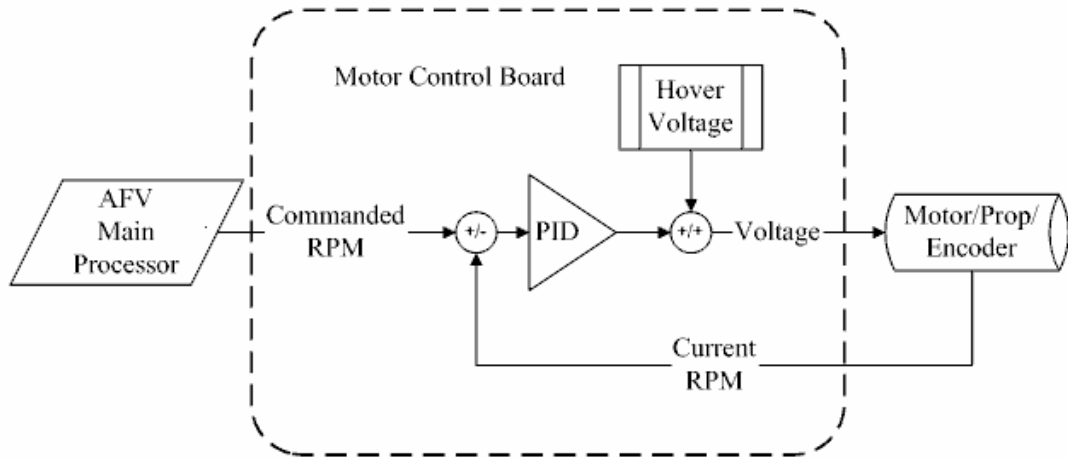 Motor Control Board
Hover
Voltage
AFV
Main
Processor
Commanded
RPM
+/-
PID
+/+
Voltage
Motor/Prop/
Encoder
Current
RPM